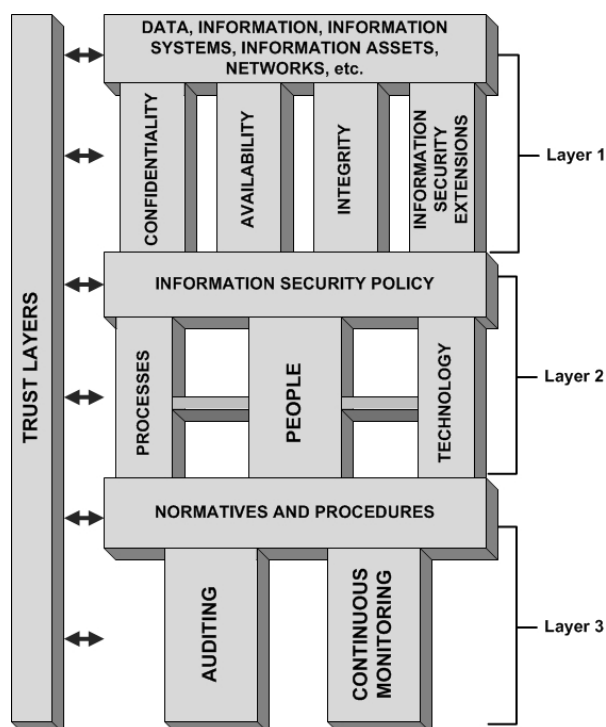 DATA, INFORMATION, INFORMATION
SYSTEMS, INFORMATION ASSETS,
NETWORKS, etc.
CONFIDENTIALITY
AVAILABILITY
INTEGRITY
INFORMATION
SECURITY
EXTENSIONS
Layer 1
INFORMATION SECURITY POLICY
TRUST LAYERS
PROCESSES
PEOPLE
TECHNOLOGY
Layer 2
NORMATIVES AND PROCEDURES
AUDITING
CONTINUOUS
MONITORING
Layer 3